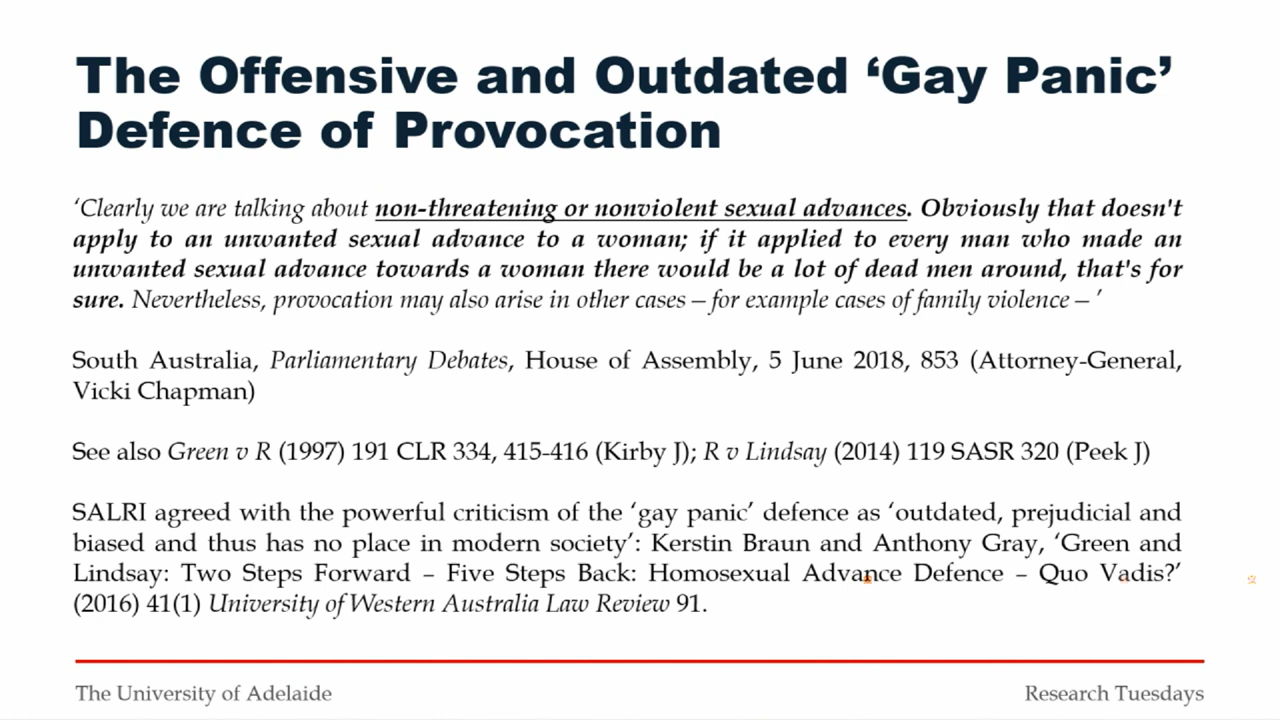 The Offensive and Outdated ‘Gay Panic’
Defence of Provocation
‘Clearly we are talking about non-threatening or nonviolent sexual advances. Obviously that doesn't
apply to an unwanted sexual advance to a woman; if it applied to every man who made an
unwanted sexual advance towards a woman there would be a lot of dead men around, that's for
sure. Nevertheless, provocation may also arise in other cases – for example cases of family violence – ’
South Australia, Parliamentary Debates, House of Assembly, 5 June 2018, 853 (Attorney-General,
Vicki Chapman)
See also Green v R (1997) 191 CLR 334, 415-416 (Kirby J); R v Lindsay (2014) 119 SASR 320 (Peek J)
SALRI agreed with the powerful criticism of the ‘gay panic’ defence as ‘outdated, prejudicial and
biased and thus has no place in modern society’: Kerstin Braun and Anthony Gray, ‘Green and
Lindsay: Two Steps Forward – Five Steps Back: Homosexual Advance Defence – Quo Vadis?’
(2016) 41(1) University of Western Australia Law Review 91.
The University of Adelaide
Research Tuesdays